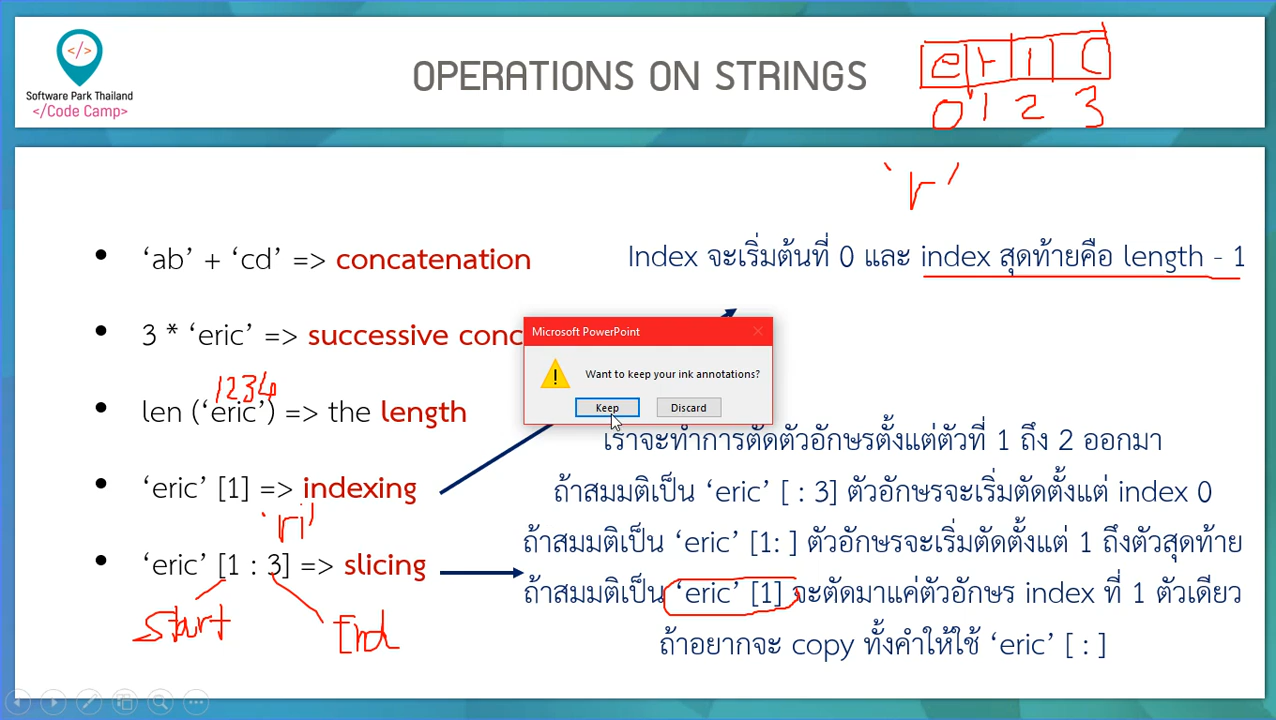 </>
Software Park Thailand
</Code Camp>
OPERATIONS ON STRINGS
e r i c
0 1 2 3
'r'
‘ab’ + ‘cd’ => concatenation
Index จะเริ่มต้นที่ 0 และ index สุดท้ายคือ length - 1
3 * ‘eric’ => successive conc
Microsoft PowerPoint
Want to keep your ink annotations?
Keep Discard
1234
len (‘eric’) => the length
เราจะทำการตัดตัวอักษรตั้งแต่ตัวที่ 1 ถึง 2 ออกมา
‘eric’ [1] => indexing
ถ้าสมมติเป็น ‘eric’ [ : 3] ตัวอักษรจะเริ่มตัดตั้งแต่ index 0
'ri'
ถ้าสมมติเป็น ‘eric’ [1: ] ตัวอักษรจะเริ่มตัดตั้งแต่ 1 ถึงตัวสุดท้าย
‘eric’ [1 : 3] => slicing
ถ้าสมมติเป็น ‘eric’ [1] จะตัดมาแค่ตัวอักษร index ที่ 1 ตัวเดียว
Start End
ถ้าอยากจะ copy ทั้งคำให้ใช้ ‘eric’ [ : ]